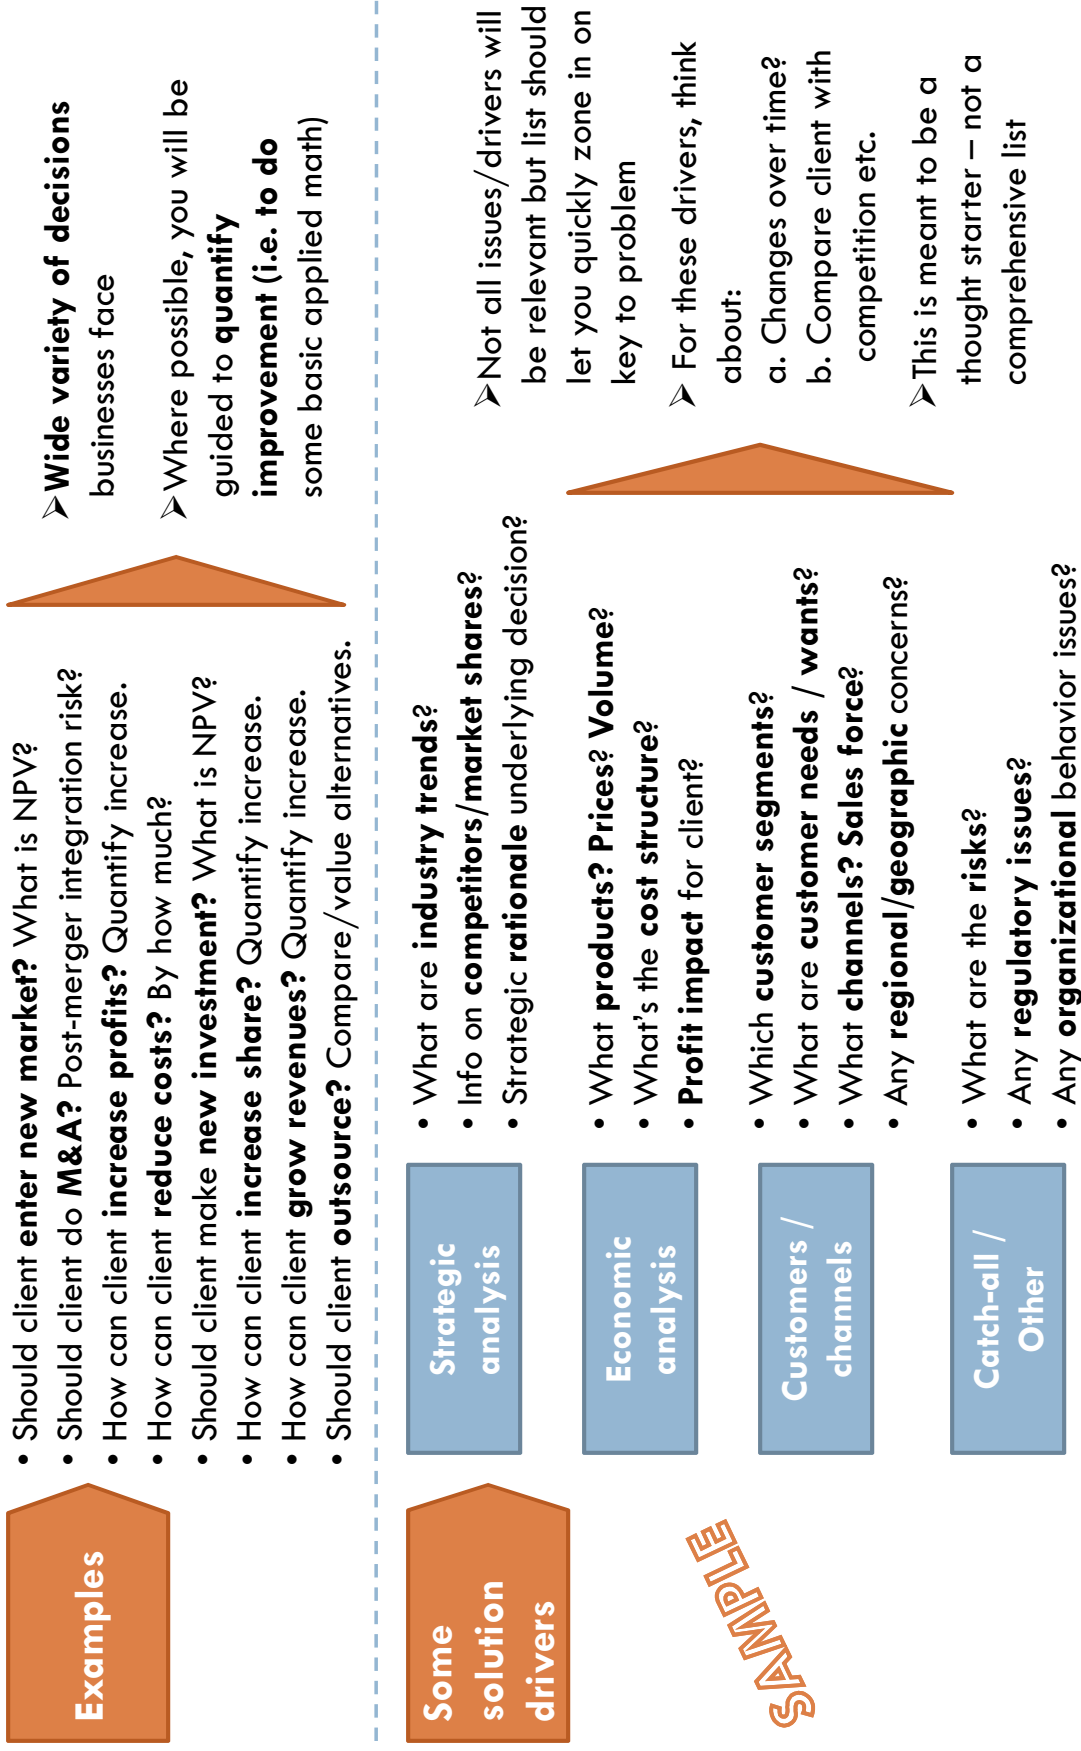 Examples
• Should client enter new market? What is NPV?
• Should client do M&A? Post-merger integration risk?
• How can client increase profits? Quantify increase.
• How can client reduce costs? By how much?
• Should client make new investment? What is NPV?
• How can client increase share? Quantify increase.
• How can client grow revenues? Quantify increase.
• Should client outsource? Compare/value alternatives.
➢Wide variety of decisions
businesses face
➢Where possible, you will be
guided to quantify
improvement (i.e. to do
some basic applied math)
Some
solution
drivers
SAMPLE
Strategic
analysis
• What are industry trends?
• Info on competitors/market shares?
• Strategic rationale underlying decision?
Economic
analysis
• What products? Prices? Volume?
• What's the cost structure?
• Profit impact for client?
Customers /
channels
• Which customer segments?
• What are customer needs / wants?
• What channels? Sales force?
• Any regional/geographic concerns?
Catch-all /
Other
• What are the risks?
• Any regulatory issues?
• Any organizational behavior issues?
➢Not all issues/drivers will
be relevant but list should
let you quickly zone in on
key to problem
➢ For these drivers, think
about:
a. Changes over time?
b. Compare client with
competition etc.
➢This is meant to be a
thought starter – not a
comprehensive list